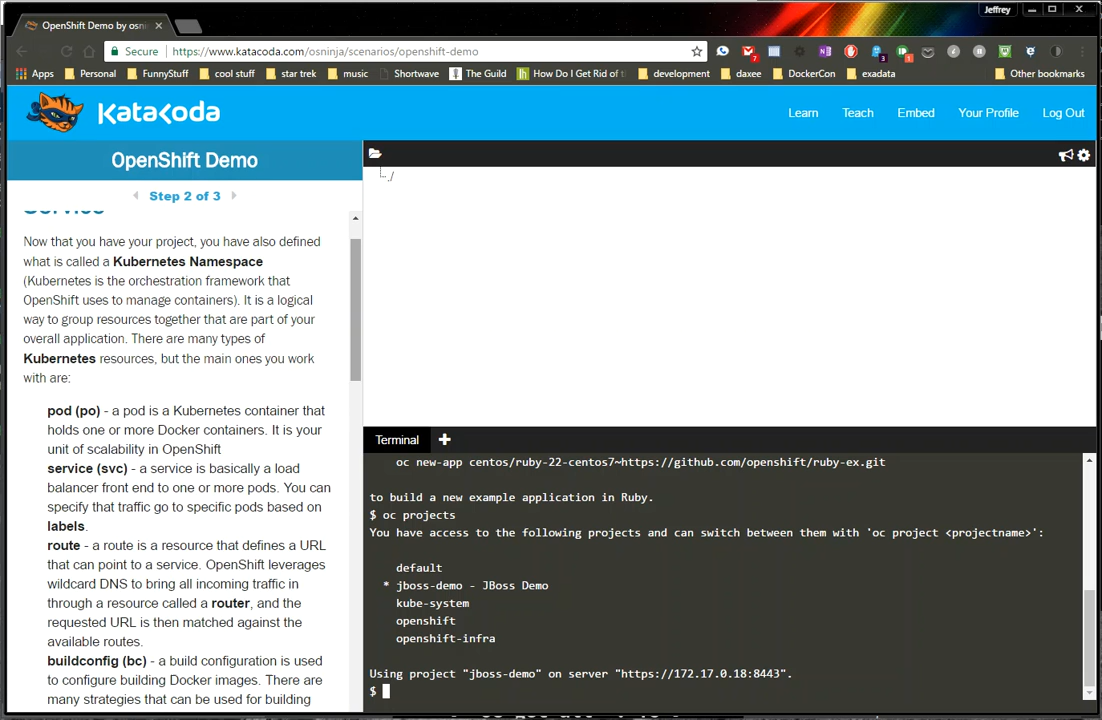 Jeffrey
OpenShift Demo by osni
Secure https://www.katacoda.com/osninja/scenarios/openshift-demo
7
3
1
Apps Personal FunnyStuff cool stuff star trek music Shortwave The Guild How Do I Get Rid of development daxee DockerCon exadata Other bookmarks
Katacoda Learn Teach Embed Your Profile Log Out
OpenShift Demo
Step 2 of 3
Service
Now that you have your project, you have also defined
what is called a Kubernetes Namespace
(Kubernetes is the orchestration framework that
OpenShift uses to manage containers). It is a logical
way to group resources together that are part of your
overall application. There are many types of
Kubernetes resources, but the main ones you work
with are:
pod (po) - a pod is a Kubernetes container that
holds one or more Docker containers. It is your
unit of scalability in OpenShift
service (svc) - a service is basically a load
balancer front end to one or more pods. You can
specify that traffic go to specific pods based on
labels.
route - a route is a resource that defines a URL
that can point to a service. OpenShift leverages
wildcard DNS to bring all incoming traffic in
through a resource called a router, and the
requested URL is then matched against the
available routes.
buildconfig (bc) - a build configuration is used
to configure building Docker images. There are
many strategies that can be used for building
./
Terminal
oc new-app centos/ruby-22-centos7~https://github.com/openshift/ruby-ex.git
to build a new example application in Ruby.
$ oc projects
You have access to the following projects and can switch between them with 'oc project <projectname>':
default
* jboss-demo - JBoss Demo
kube-system
openshift
openshift-infra
Using project "jboss-demo" on server "https://172.17.0.18:8443".
$